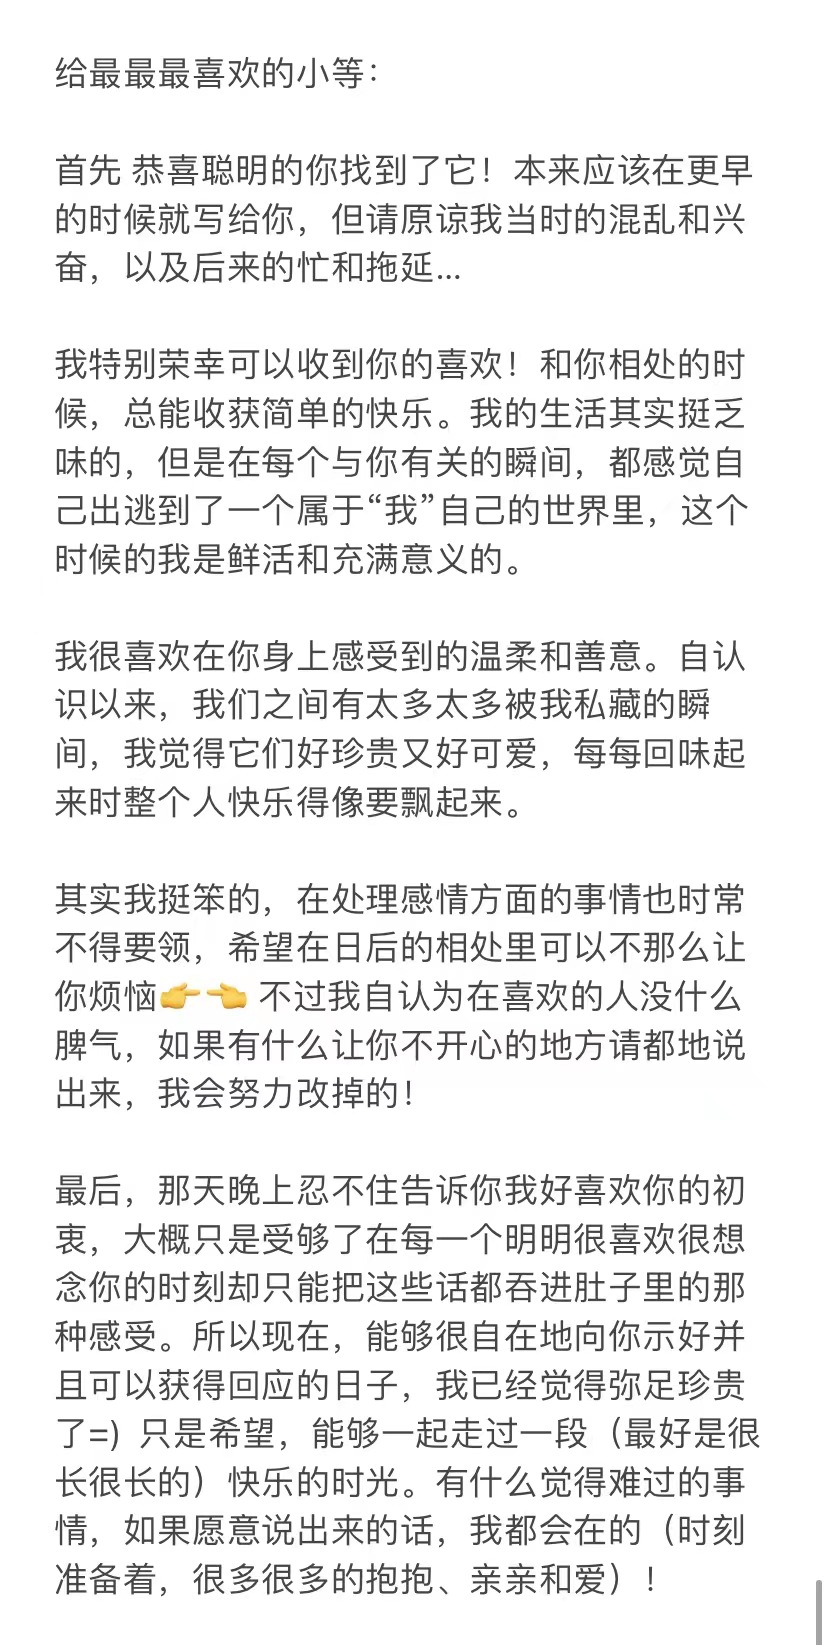 给最最最喜欢的小等：
首先 恭喜聪明的你找到了它！本来应该在更早
的时候就写给你，但请原谅我当时的混乱和兴
奋，以及后来的忙和拖延...
我特别荣幸可以收到你的喜欢！和你相处的时
候，总能收获简单的快乐。我的生活其实挺乏
味的，但是在每个与你有关的瞬间，都感觉自
己出逃到了一个属于“我”自己的世界里，这个
时候的我是鲜活和充满意义的。
我很喜欢在你身上感受到的温柔和善意。自认
识以来，我们之间有太多太多被我私藏的瞬
间，我觉得它们好珍贵又好可爱，每每回味起
来时整个人快乐得像要飘起来。
其实我挺笨的，在处理感情方面的事情也时常
不得要领，希望在日后的相处里可以不那么让
你烦恼👉👈 不过我自认为在喜欢的人没什么
脾气，如果有什么让你不开心的地方请都地说
出来，我会努力改掉的！
最后，那天晚上忍不住告诉你我好喜欢你的初
衷，大概只是受够了在每一个明明很喜欢很想
念你的时刻却只能把这些话都吞进肚子里的那
种感受。所以现在，能够很自在地向你示好并
且可以获得回应的日子，我已经觉得弥足珍贵
了=）只是希望，能够一起走过一段（最好是很
长很长的）快乐的时光。有什么觉得难过的事
情，如果愿意说出来的话，我都会在的（时刻
准备着，很多很多的抱抱、亲亲和爱）！